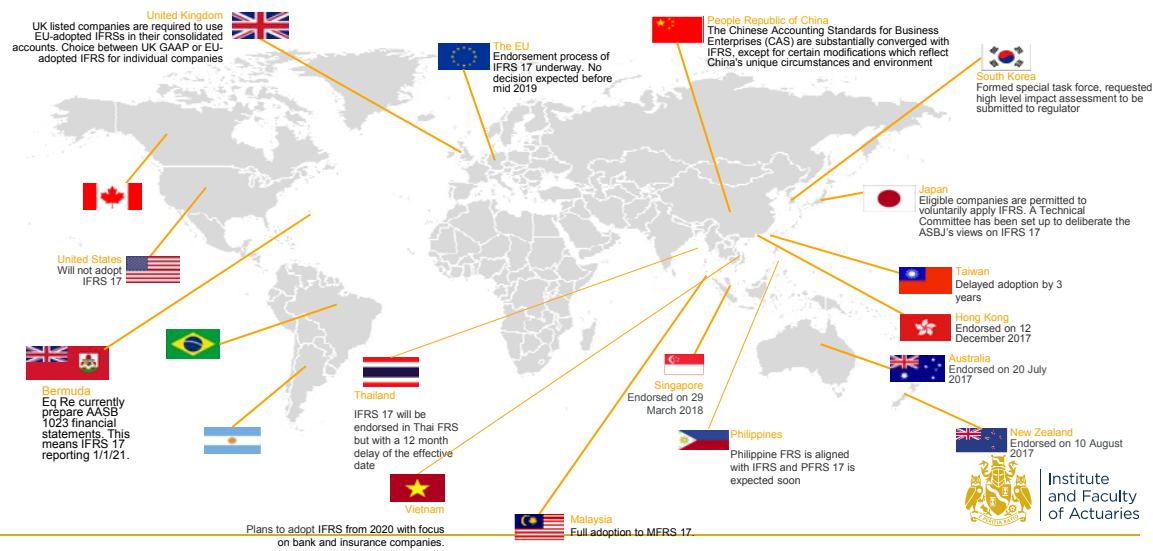 United Kingdom
UK listed companies are required to use
EU-adopted IFRSs in their consolidated
accounts. Choice between UK GAAP or EU-
adopted IFRS for individual companies
The EU
Endorsement process of
IFRS 17 underway. No
decision expected before
mid 2019
People Republic of China
The Chinese Accounting Standards for Business
Enterprises (CAS) are substantially converged with
IFRS, except for certain modifications which reflect
China's unique circumstances and environment
South Korea
Formed special task force, requested
high level impact assessment to be
submitted to regulator
Japan
Eligible companies are permitted to
voluntarily apply IFRS. A Technical
Committee has been set up to deliberate the
ASBJ's views on IFRS 17
United States
Will not adopt
IFRS 17
Taiwan
Delayed adoption by 3
years
Hong Kong
Endorsed on 12
December 2017
Australia
Endorsed on 20 July
2017
Bermuda
Eq Re currently
prepare AASB
1023 financial
statements. This
means IFRS 17
reporting 1/1/21.
Thailand
IFRS 17 will be
endorsed in Thai FRS
but with a 12 month
delay of the effective
date
Singapore
Endorsed on 29
March 2018
Philippines
Philippine FRS is aligned
with IFRS and PFRS 17 is
expected soon
New Zealand
Endorsed on 10 August
2017
Vietnam
Plans to adopt IFRS from 2020 with focus
on bank and insurance companies.
Malaysia
Full adoption to MFRS 17.
Institute
and Faculty
of Actuaries